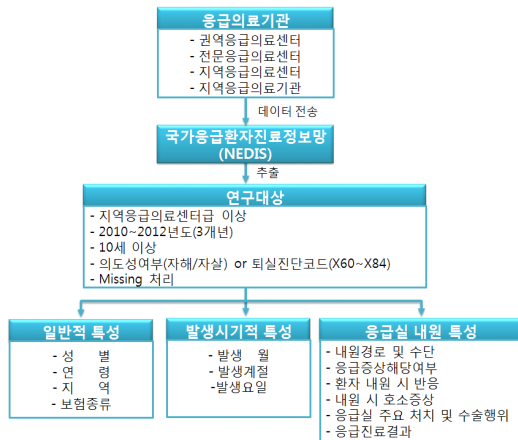 응급의료기관
- 권역응급의료센터
- 전문응급의료센터
- 지역응급의료센터
- 지역응급의료기관
데이터 전송
국가응급환자진료정보망
(NEDIS)
추출
연구대상
- 지역응급의료센터급 이상
- 2010~2012년도(3개년)
- 10세 이상
- 의도성여부(자해/자살) or 퇴실진단코드(X60~X84)
- Missing 처리
일반적 특성
- 성 별
- 연 령
- 지 역
- 보험종류
발생시기적 특성
- 발생 월
- 발생계절
-발생요일
응급실 내원 특성
- 내원경로 및 수단
- 응급증상해당여부
- 환자 내원 시 반응
- 내원 시 호소증상
- 응급실 주요 처치 및 수술행위
- 응급진료결과